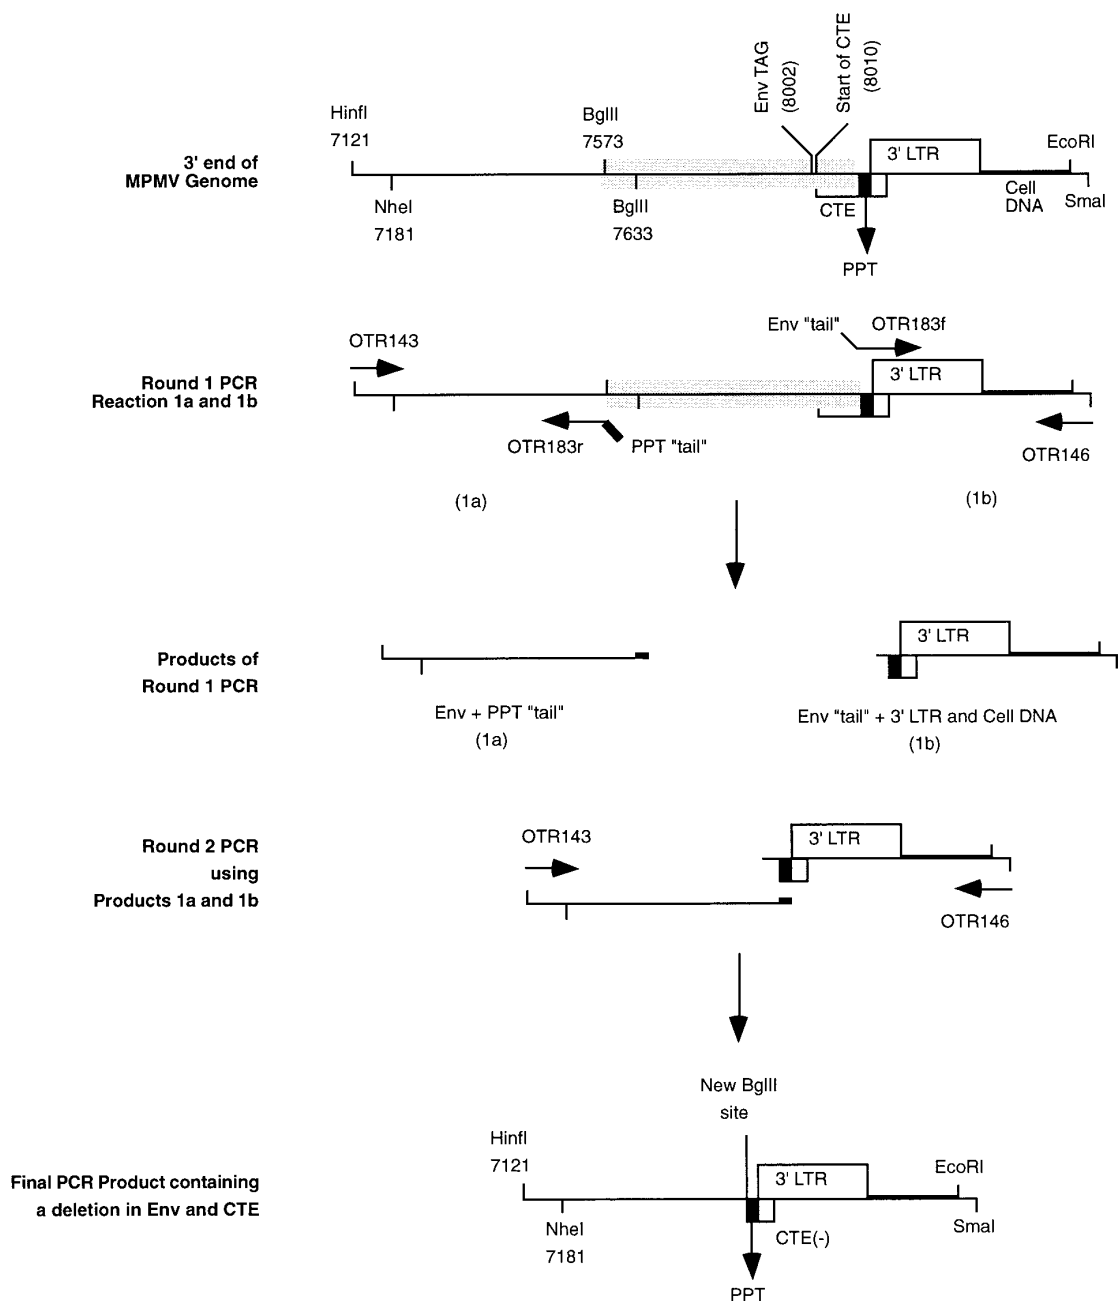 Env TAG
(8002)
Start of CTE
(8010)
HinfI
7121
BglII
7573
3' LTR
EcoRI
3' end of
MPMV Genome
NheI
7181
BglII
7633
CTE
Cell
DNA
SmaI
PPT
Env "tail"
OTR183f
OTR143
3' LTR
Round 1 PCR
Reaction 1a and 1b
OTR183r
PPT "tail"
OTR146
(1a)
(1b)
3' LTR
Products of
Round 1 PCR
Env + PPT "tail"
(1a)
Env "tail" + 3' LTR and Cell DNA
(1b)
Round 2 PCR
using
Products 1a and 1b
OTR143
3' LTR
OTR146
New BglII
site
HinfI
7121
3' LTR
EcoRI
Final PCR Product containing
a deletion in Env and CTE
NheI
7181
CTE(-)
SmaI
PPT